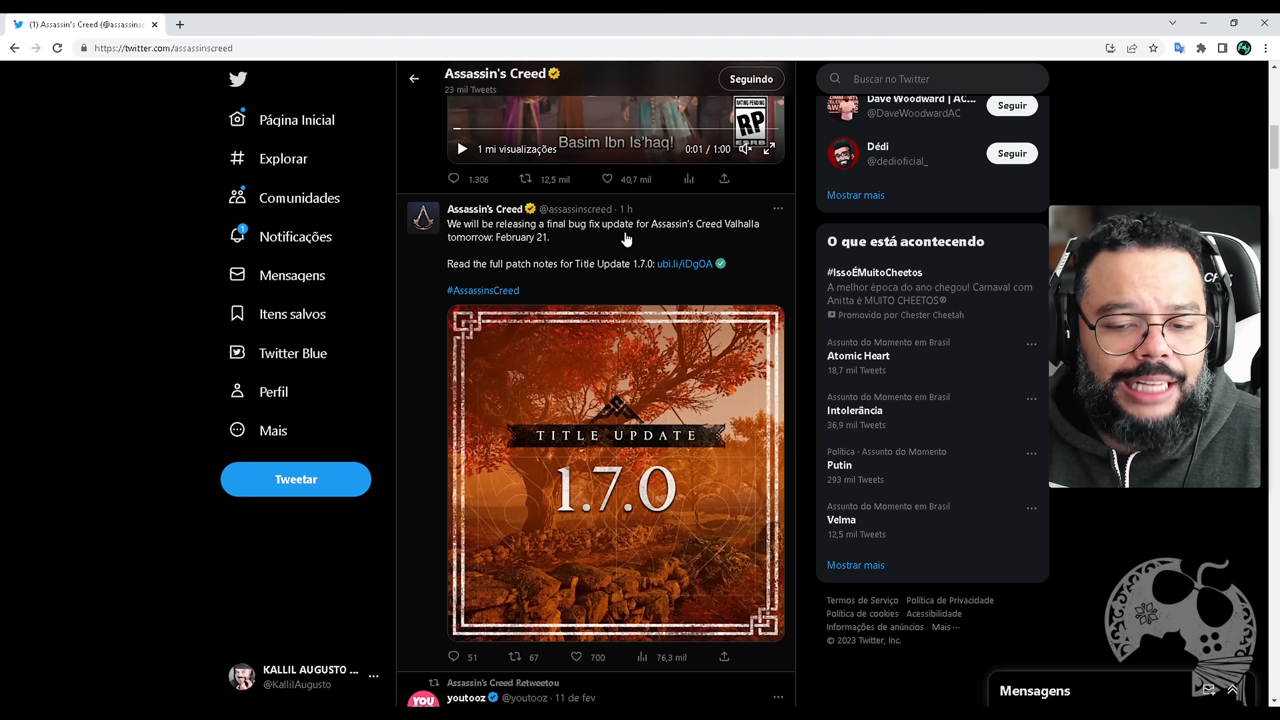 (1) Assassin's Creed (@assassinsc
https://twitter.com/assassinscreed
Assassin's Creed
23 mil Tweets
Seguindo
Página Inicial
Explorar
Comunidades
1
Notificações
Mensagens
Itens salvos
Twitter Blue
Perfil
Mais
Tweetar
KALLIL AUGUSTO ...
@KallilAugusto
RATING PENDING
RP
ESRB
Basim Ibn Is'haq!
1 mi visualizações
0:01 / 1:00
1.306
12,5 mil
40,7 mil
Assassin's Creed @assassinscreed · 1 h
We will be releasing a final bug fix update for Assassin's Creed Valhalla
tomorrow: February 21.
Read the full patch notes for Title Update 1.7.0: ubi.li/iDgOA
#AssassinsCreed
TITLE UPDATE
1.7.0
51
67
700
76,3 mil
Assassin's Creed Retweetou
YOU
youtooz @youtooz · 11 de fev
Buscar no Twitter
Dave Woodward | AC...
@DaveWoodwardAC
Seguir
Dédi
@dedioficial_
Seguir
Mostrar mais
O que está acontecendo
#IssoÉMuitoCheetos
A melhor época do ano chegou! Carnaval com
Anitta é MUITO CHEETOS®
Promovido por Chester Cheetah
Assunto do Momento em Brasil
Atomic Heart
18,7 mil Tweets
Assunto do Momento em Brasil
Intolerância
36,9 mil Tweets
Política · Assunto do Momento
Putin
293 mil Tweets
Assunto do Momento em Brasil
Velma
12,5 mil Tweets
Mostrar mais
Termos de Serviço Política de Privacidade
Política de cookies Acessibilidade
Informações de anúncios Mais ···
© 2023 Twitter, Inc.
Mensagens